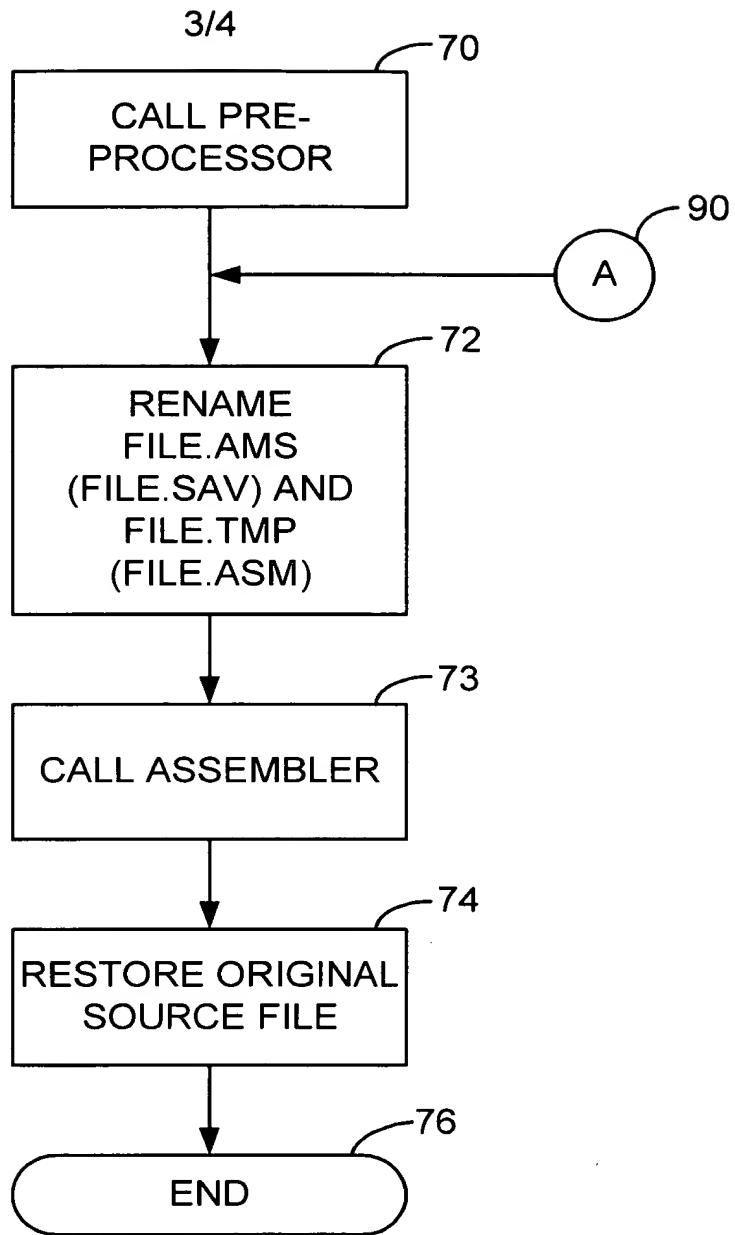 3/4
70
CALL PRE-
PROCESSOR
90
A
72
RENAME
FILE.AMS
(FILE.SAV) AND
FILE.TMP
(FILE.ASM)
73
CALL ASSEMBLER
74
RESTORE ORIGINAL
SOURCE FILE
76
END